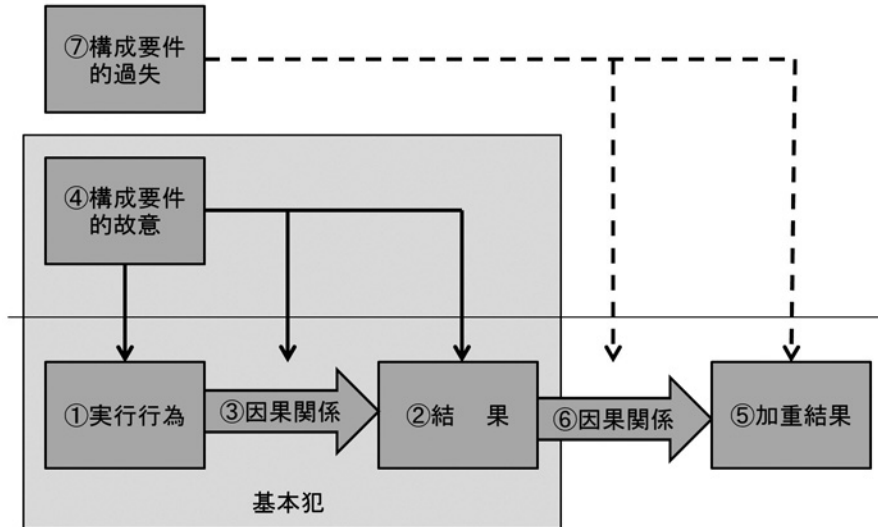 ⑦構成要件
的過失
④構成要件
的故意
①実行行為
③因果関係
②結　果
⑥因果関係
⑤加重結果
基本犯